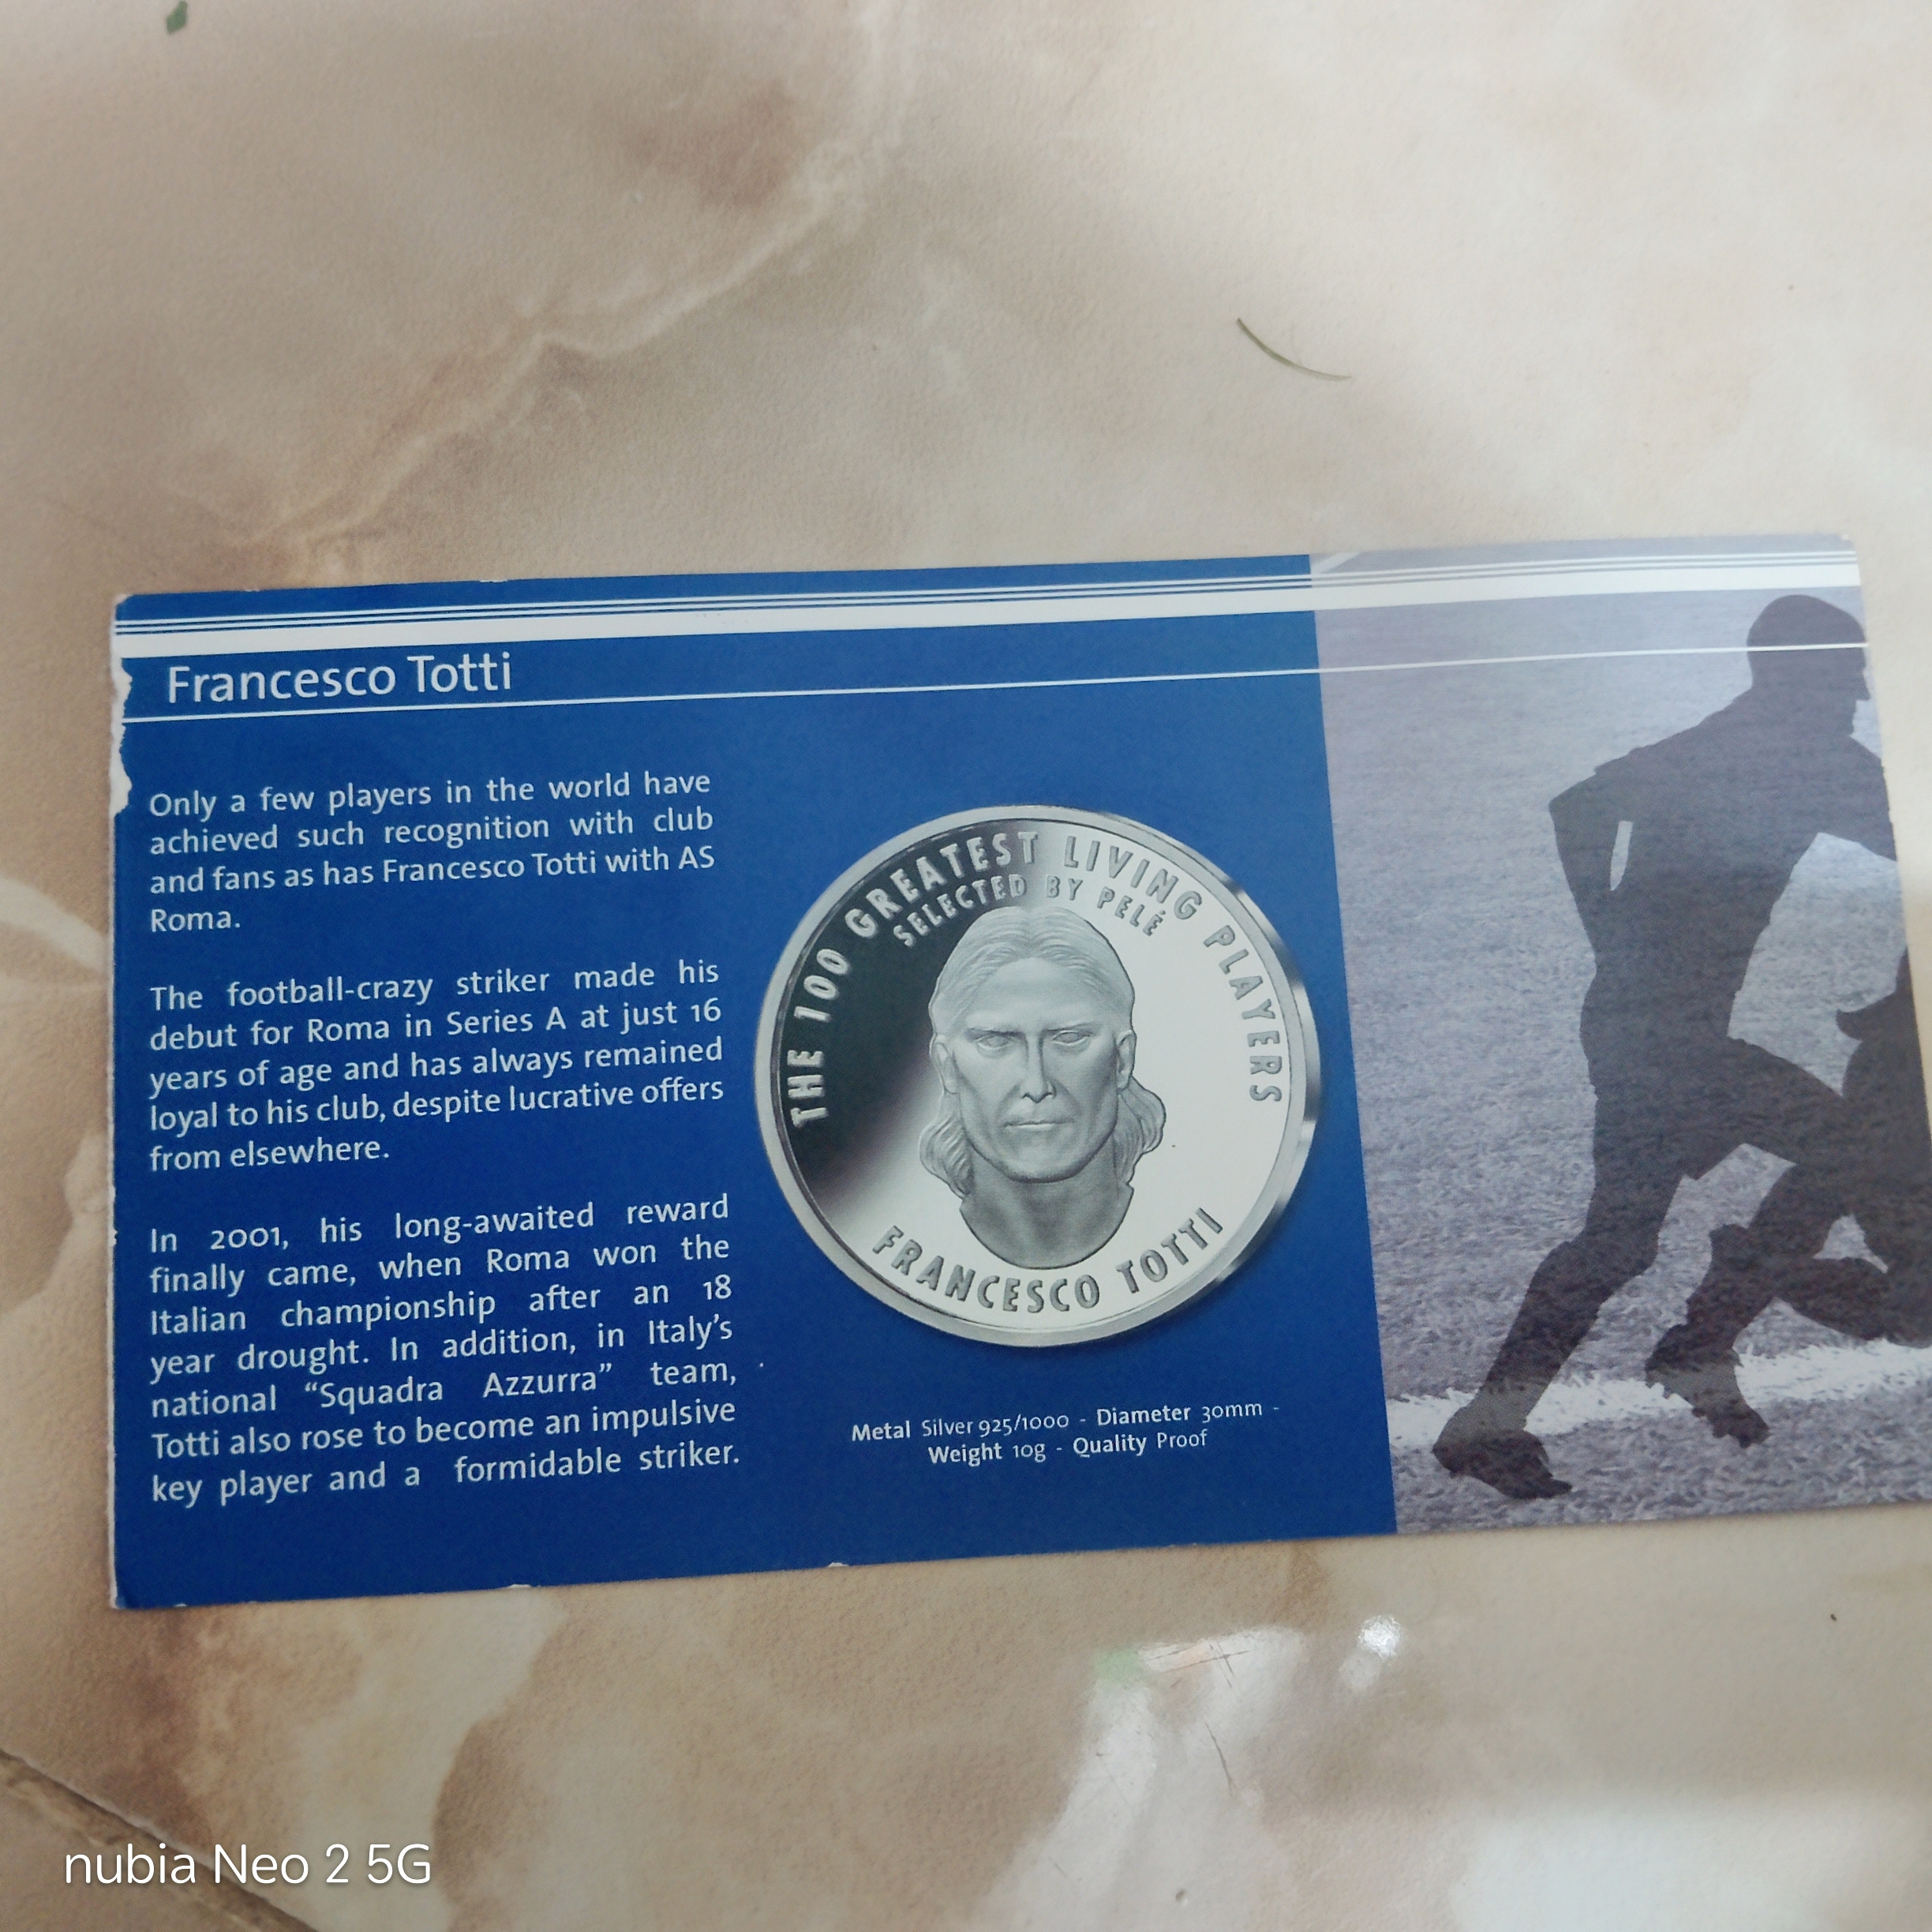 Francesco Totti
Only a few players in the world have
achieved such recognition with club
and fans as has Francesco Totti with AS
Roma.
The football-crazy striker made his
debut for Roma in Series A at just 16
years of age and has always remained
loyal to his club, despite lucrative offers
from elsewhere.
In 2001, his long-awaited reward
finally came, when Roma won the
Italian championship after an 18
year drought. In addition, in Italy's
national “Squadra Azzurra” team,
Totti also rose to become an impulsive
key player and a formidable striker.
THE 100 GREATEST LIVING PLAYERS
SELECTED BY PELÉ
FRANCESCO TOTTI
Metal Silver 925/1000 - Diameter 30mm -
Weight 10g - Quality Proof
nubia Neo 2 5G